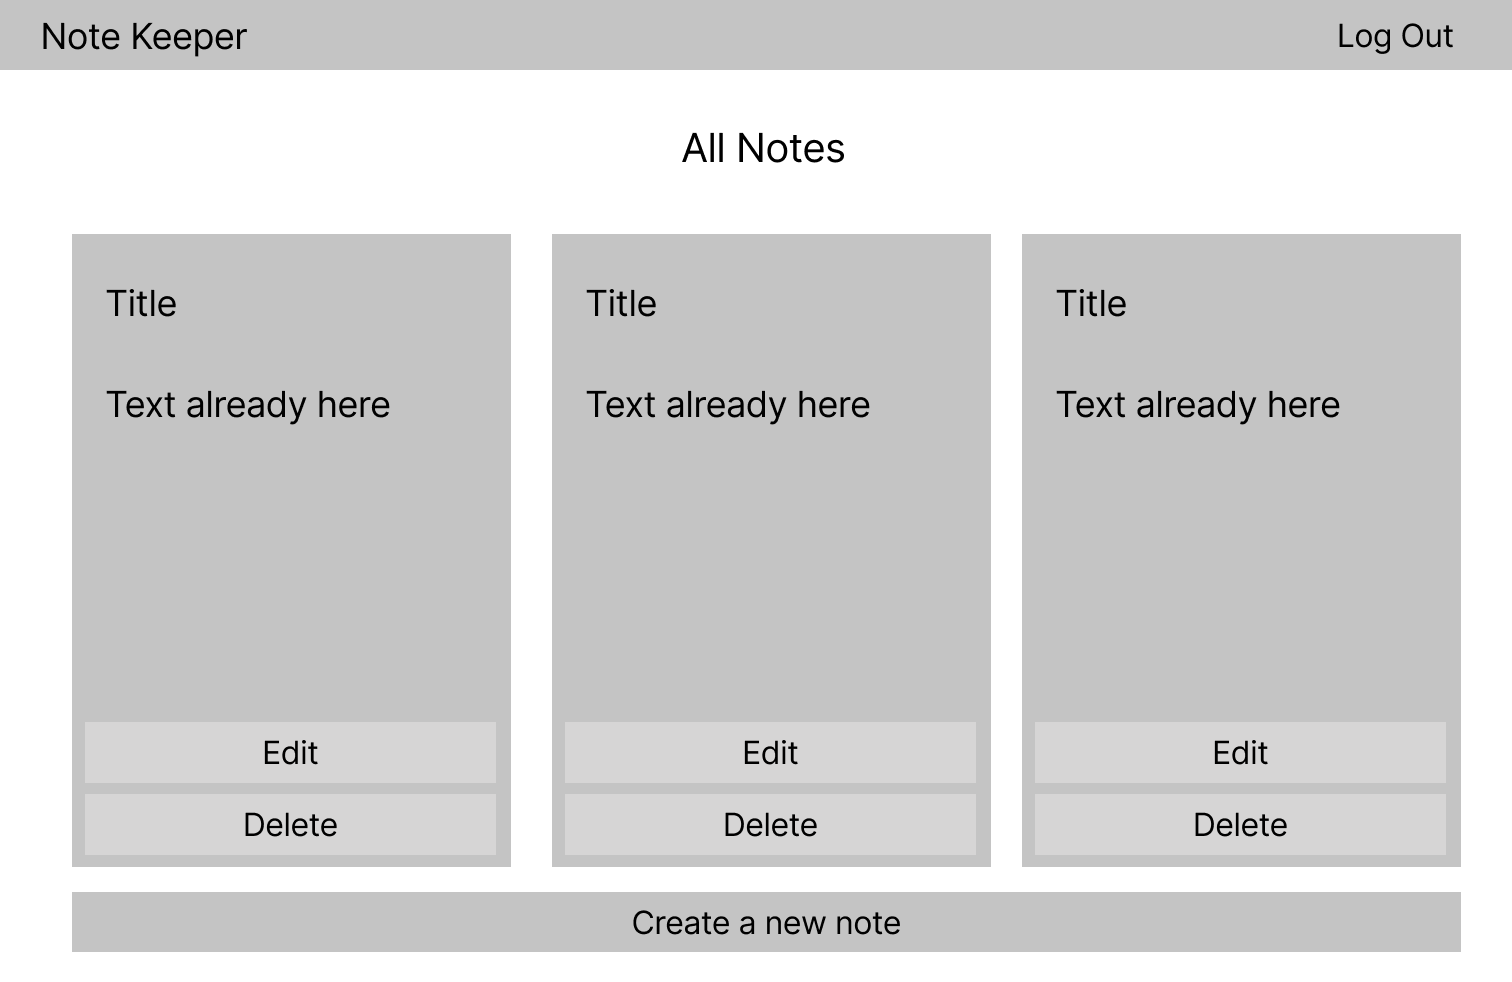 Note Keeper
Log Out
All Notes
Title
Text already here
Edit
Delete
Title
Text already here
Edit
Delete
Title
Text already here
Edit
Delete
Create a new note